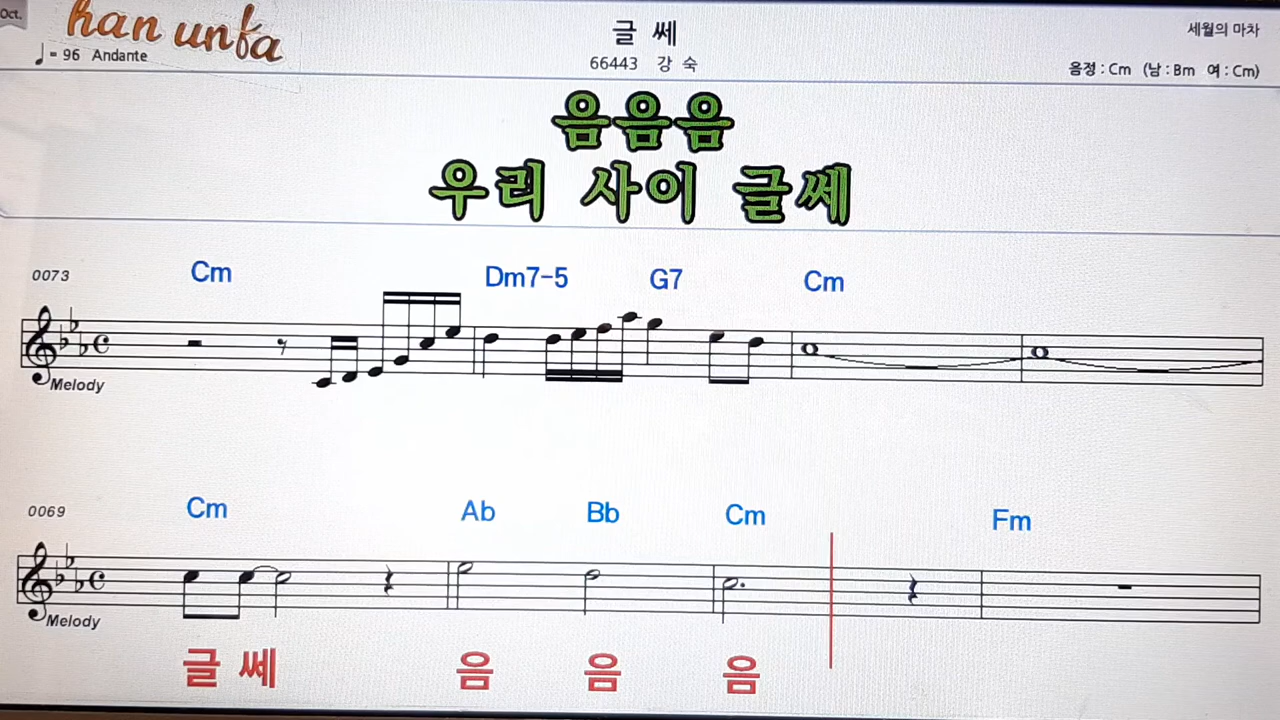 Oct.
han unfa
♩= 96 Andante
글 쎄
66443 강 숙
세월의 마차
음정 : Cm (남 : Bm 여 : Cm)
음음음
우리 사이 글쎄
0073 Cm Dm7-5 G7 Cm
Melody
0069 Cm Ab Bb Cm Fm
Melody
글 쎄 음 음 음